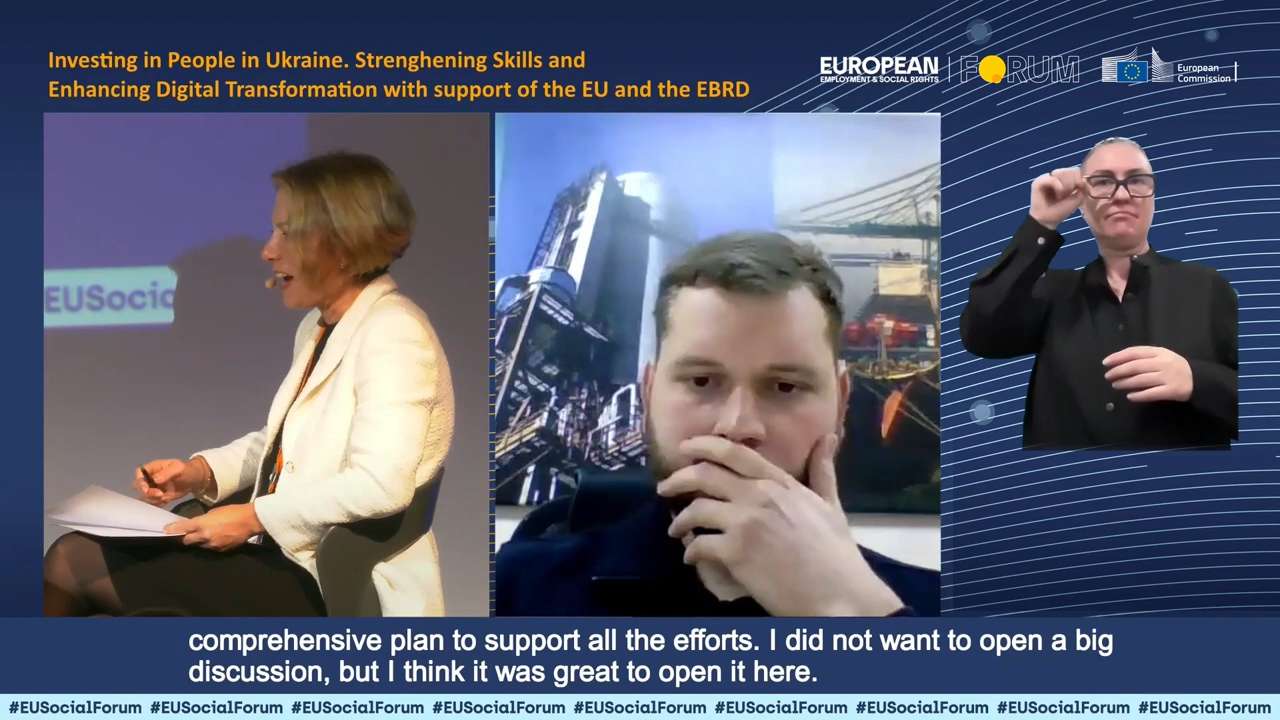 Investing in People in Ukraine. Strenghening Skills and
Enhancing Digital Transformation with support of the EU and the EBRD
EUROPEAN
EMPLOYMENT & SOCIAL RIGHTS
FORUM
European
Commission
EUSocic
comprehensive plan to support all the efforts. I did not want to open a big
discussion, but I think it was great to open it here.
#EUSocialForum #EUSocialForum #EUSocialForum #EUSocialForum #EUSocialForum #EUSocialForum #EUSocialForum #EUSocialForum #EUSocialForum